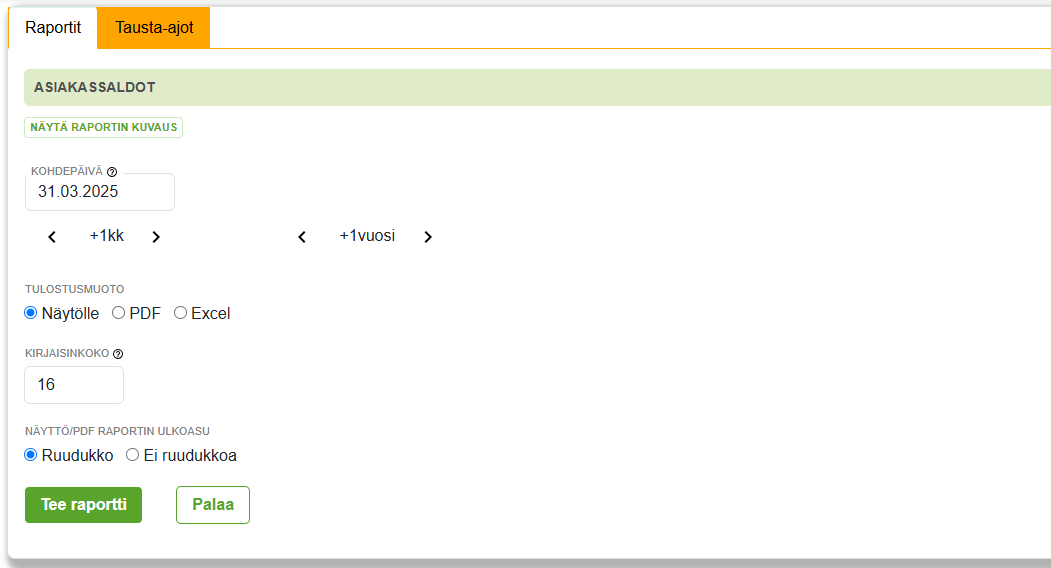 Raportit Tausta-ajot
ASIAKASSALDOT
NÄYTÄ RAPORTIN KUVAUS
KOHDEPÄIVÄ
31.03.2025
+1kk +1vuosi
TULOSTUSMUOTO
Näytölle PDF Excel
KIRJAISINKOKO
16
NÄYTTÖ/PDF RAPORTIN ULKOASU
Ruudukko Ei ruudukkoa
Tee raportti Palaa